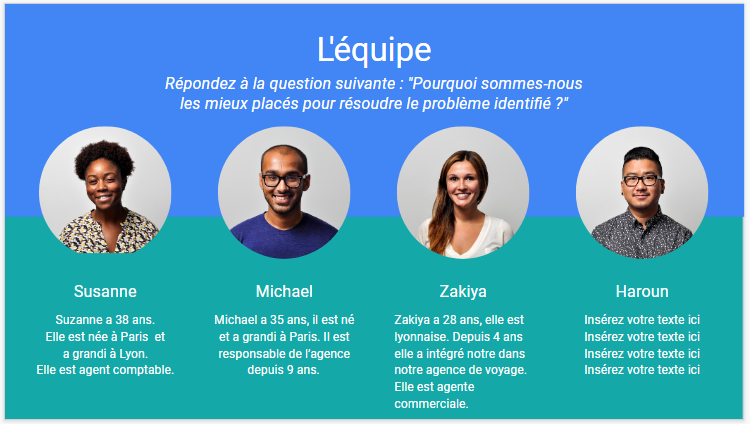 L'équipe
Répondez à la question suivante : "Pourquoi sommes-nous
les mieux placés pour résoudre le problème identifié ?"
Susanne
Suzanne a 38 ans.
Elle est née à Paris et
a grandi à Lyon.
Elle est agent comptable.
Michael
Michael a 35 ans, il est né
et a grandi à Paris. Il est
responsable de l'agence
depuis 9 ans.
Zakiya
Zakiya a 28 ans, elle est
lyonnaise. Depuis 4 ans
elle a intégré notre dans
notre agence de voyage.
Elle est agente
commerciale.
Haroun
Insérez votre texte ici
Insérez votre texte ici
Insérez votre texte ici
Insérez votre texte ici